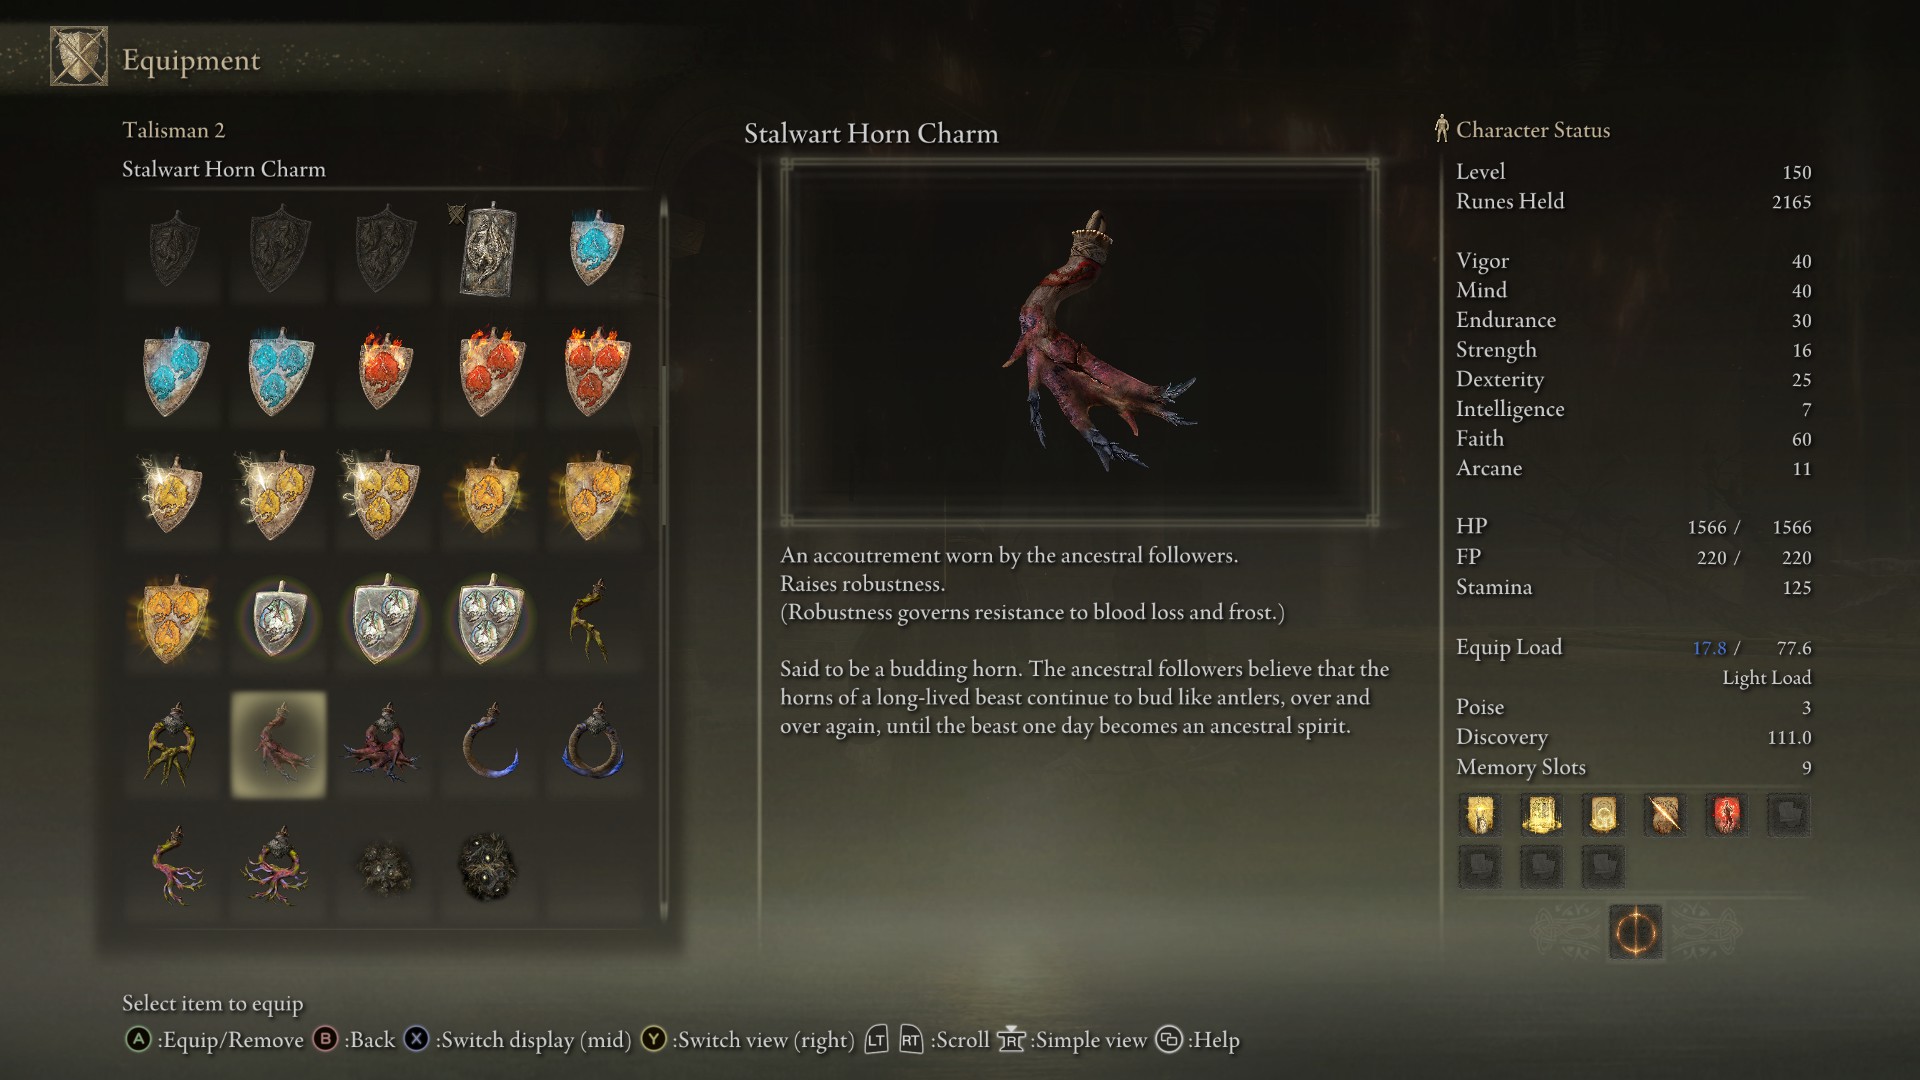 Equipment
Talisman 2
Stalwart Horn Charm
Stalwart Horn Charm
An accoutrement worn by the ancestral followers.
Raises robustness.
(Robustness governs resistance to blood loss and frost.)
Said to be a budding horn. The ancestral followers believe that the
horns of a long-lived beast continue to bud like antlers, over and
over again, until the beast one day becomes an ancestral spirit.
Character Status
Level 150
Runes Held 2165
Vigor 40
Mind 40
Endurance 30
Strength 16
Dexterity 25
Intelligence 7
Faith 60
Arcane 11
HP 1566 / 1566
FP 220 / 220
Stamina 125
Equip Load 17.8 / 77.6
Light Load
Poise 3
Discovery 111.0
Memory Slots 9
Select item to equip
A :Equip/Remove B :Back X :Switch display (mid) Y :Switch view (right) LT RT :Scroll R :Simple view :Help